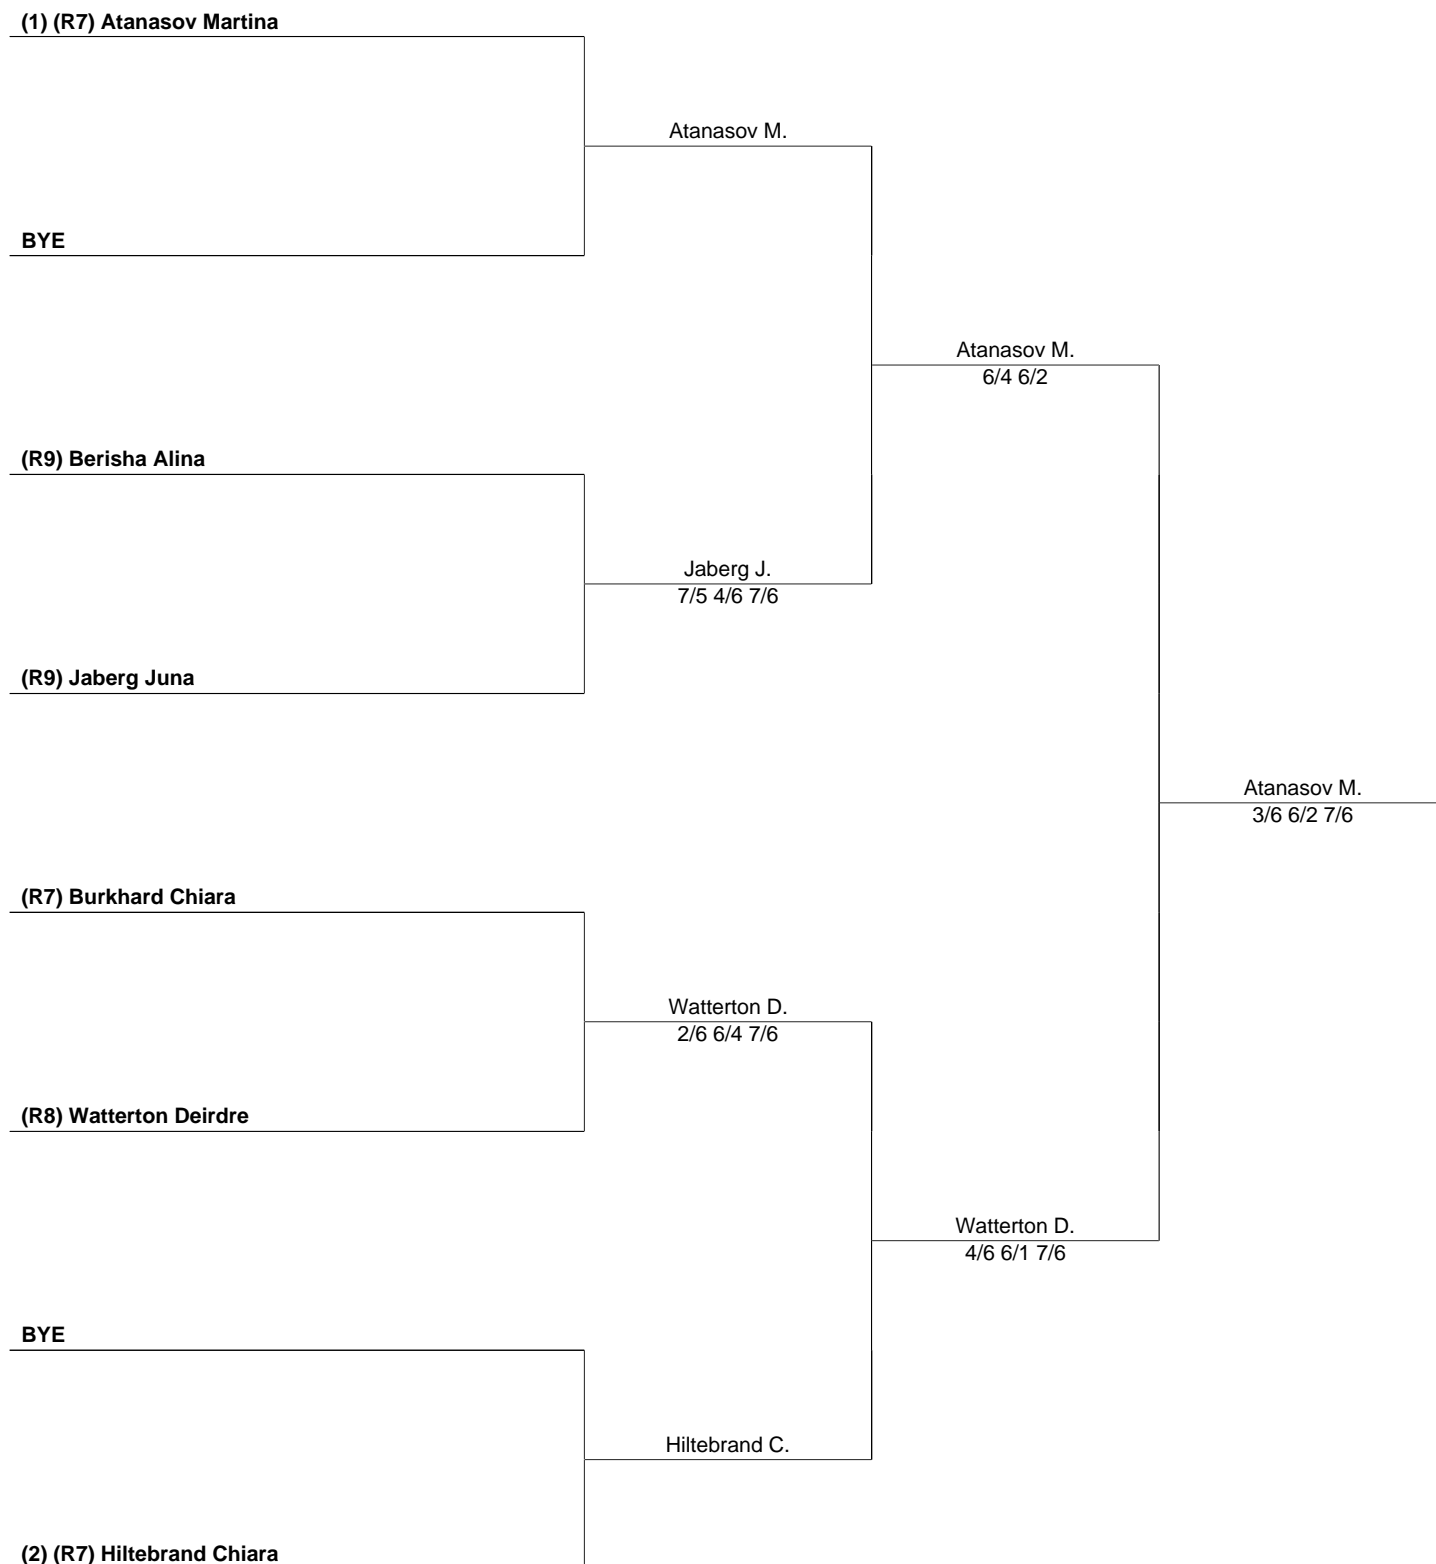 (1) (R7) Atanasov Martina
Atanasov M.
BYE
Atanasov M.
6/4 6/2
(R9) Berisha Alina
Jaberg J.
7/5 4/6 7/6
(R9) Jaberg Juna
Atanasov M.
3/6 6/2 7/6
(R7) Burkhard Chiara
Watterton D.
2/6 6/4 7/6
(R8) Watterton Deirdre
Watterton D.
4/6 6/1 7/6
BYE
Hiltebrand C.
(2) (R7) Hiltebrand Chiara